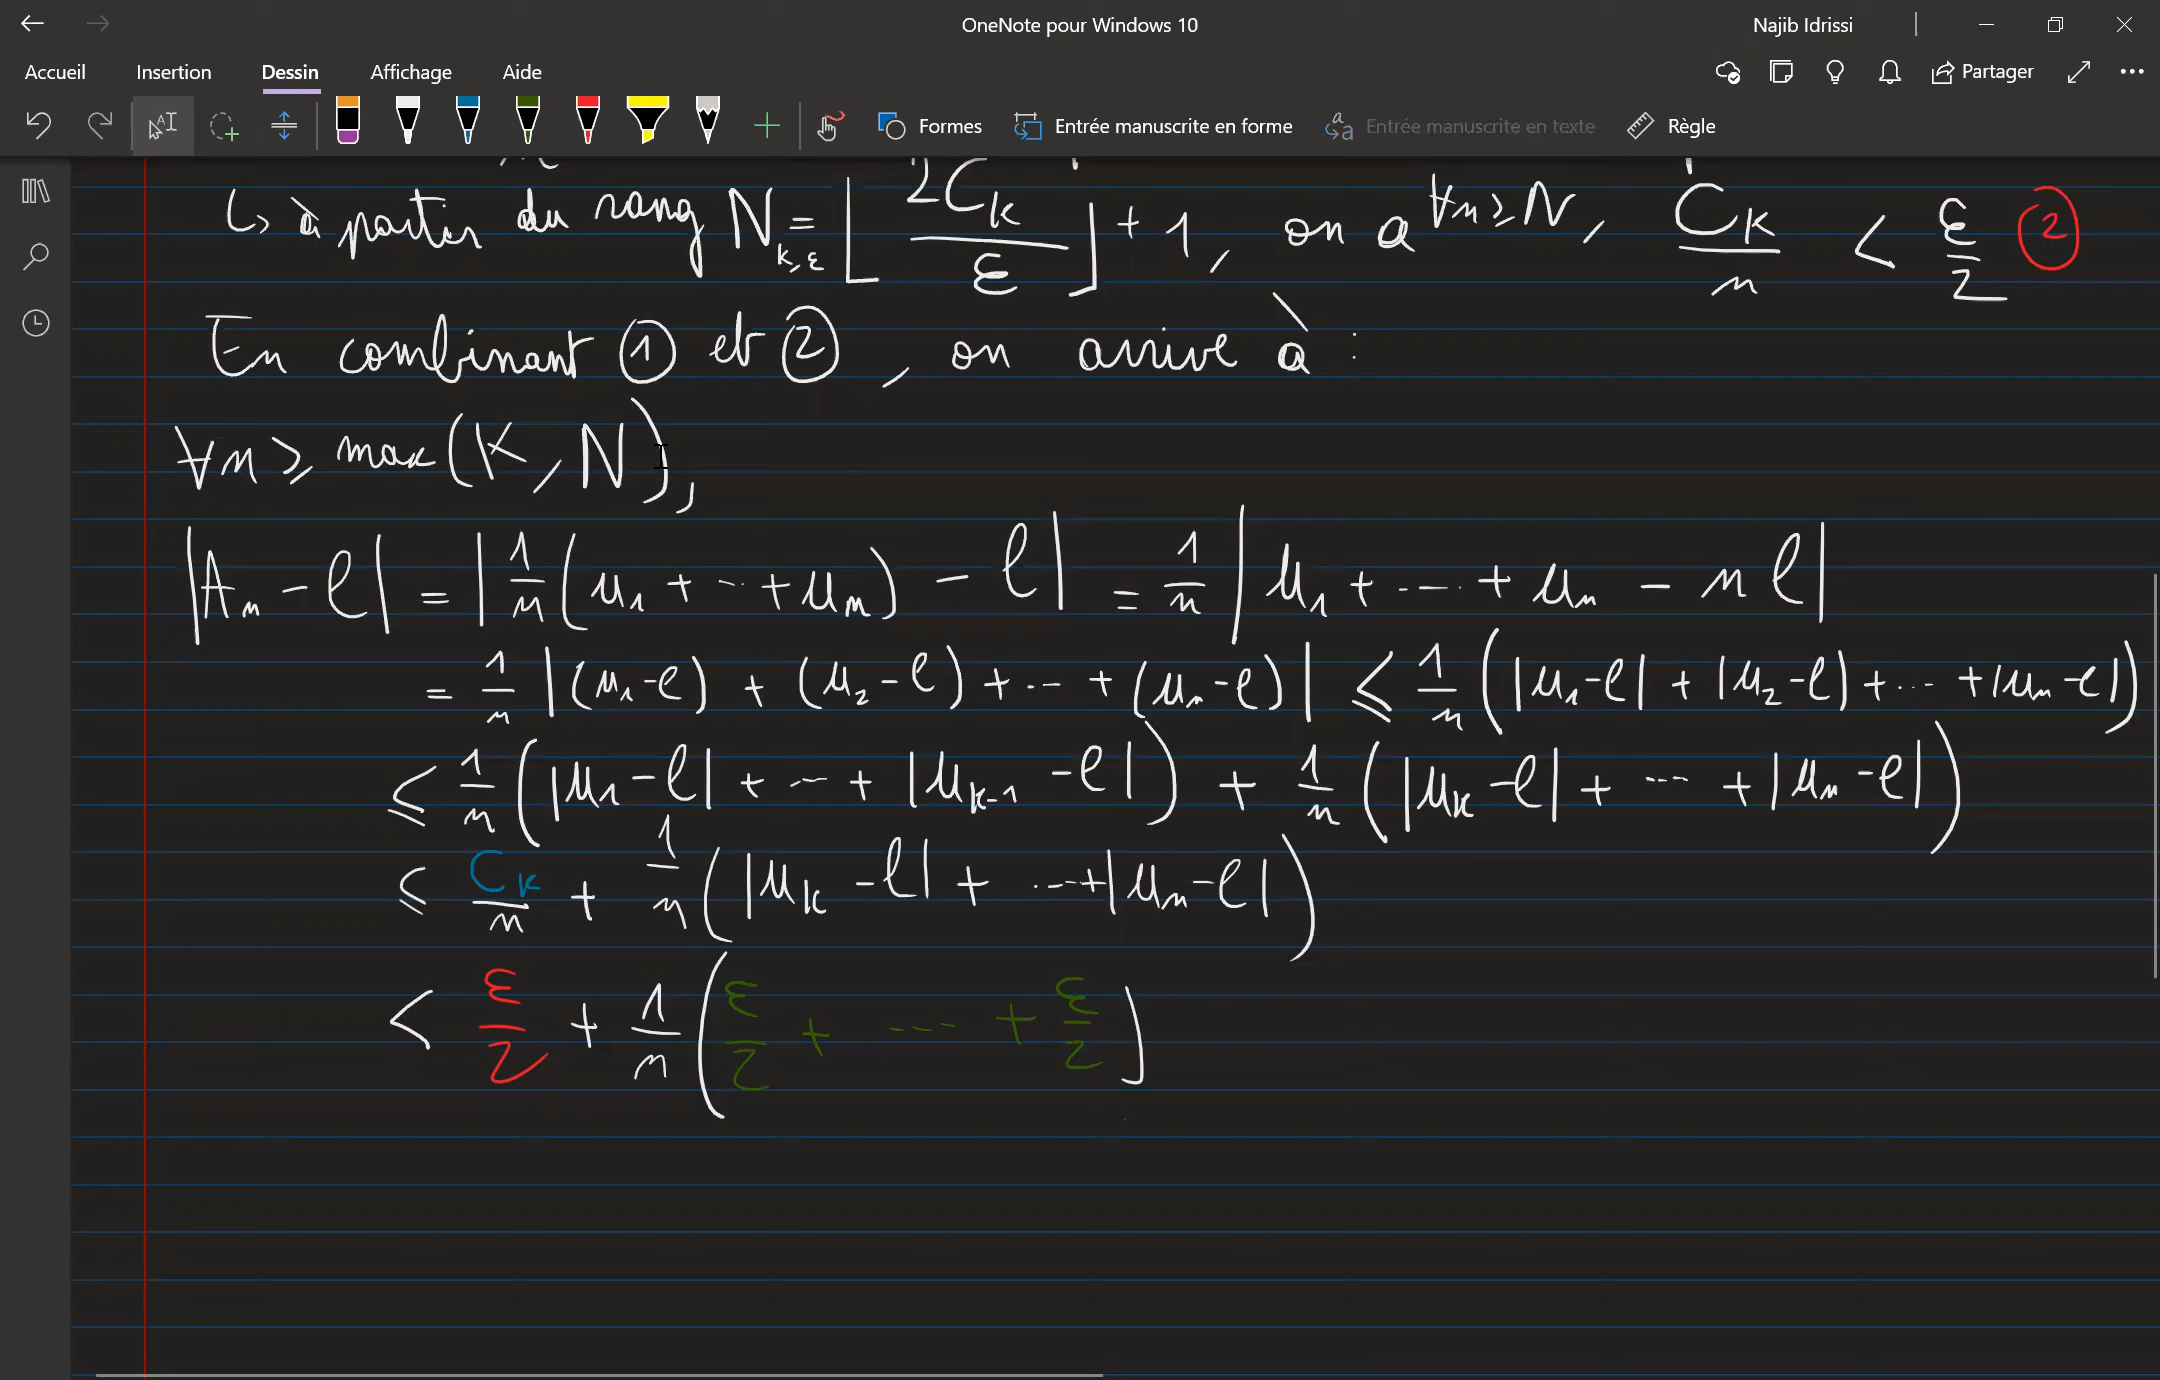 OneNote pour Windows 10
Najib Idrissi
Accueil Insertion Dessin Affichage Aide
Partager
Formes Entrée manuscrite en forme Entrée manuscrite en texte Règle
↳ à partir du rang N_{k,ε} = ⌊2C_k/ε⌋ + 1, on a ∀n ≥ N, C_k/n < ε/2 ②
En combinant ① et ②, on arrive à :
∀n ≥ max(K, N),
|A_n - l| = |1/n (u_1 + ... + u_n) - l| = 1/n |u_1 + ... + u_n - n l|
= 1/n |(u_1 - l) + (u_2 - l) + ... + (u_n - l)| ≤ 1/n (|u_1 - l| + |u_2 - l| + ... + |u_n - l|)
≤ 1/n (|u_1 - l| + ... + |u_{k-1} - l|) + 1/n (|u_k - l| + ... + |u_n - l|)
≤ C_k/n + 1/n (|u_k - l| + ... + |u_n - l|)
< ε/2 + 1/n (ε/2 + ... + ε/2)